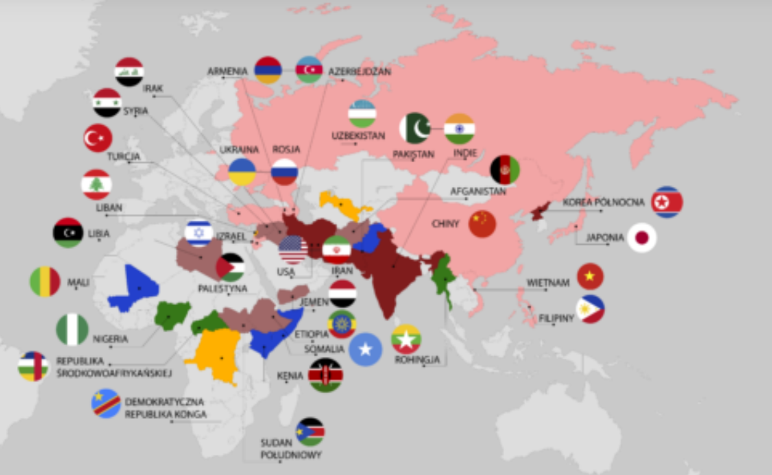 ARMENIA
AZERBEJDŻAN
IRAK
SYRIA
UZBEKISTAN
PAKISTAN
INDIE
UKRAINA
ROSJA
TURCJA
AFGANISTAN
LIBAN
KOREA PÓŁNOCNA
CHINY
LIBIA
IZRAEL
JAPONIA
USA
IRAN
MALI
PALESTYNA
WIETNAM
JEMEN
FILIPINY
NIGERIA
ETIOPIA
SOMALIA
ROHINGJA
REPUBLIKA
ŚRODKOWOAFRYKAŃSKIEJ
KENIA
DEMOKRATYCZNA
REPUBLIKA KONGA
SUDAN
POŁUDNIOWY